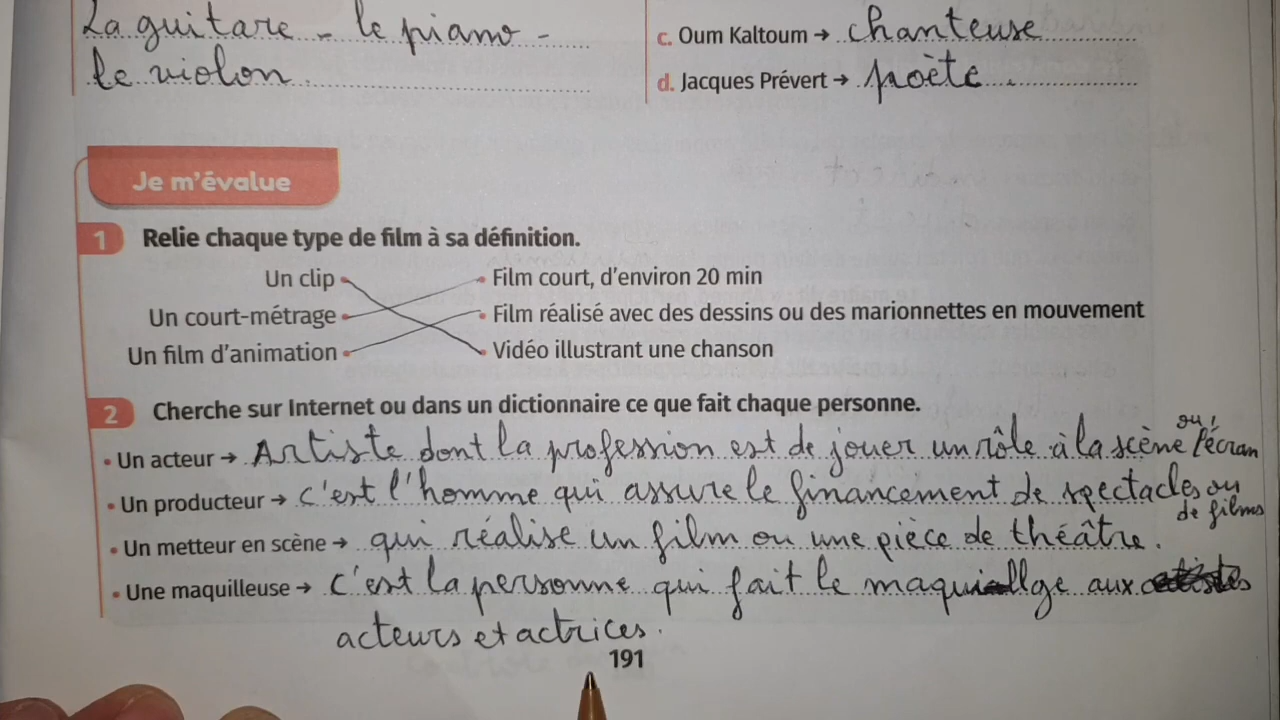 La guitare - le piano -
le violon.
c. Oum Kaltoum → chanteuse
d. Jacques Prévert → poète.
Je m'évalue
1 Relie chaque type de film à sa définition.
Un clip • • Film court, d'environ 20 min
Un court-métrage • • Film réalisé avec des dessins ou des marionnettes en mouvement
Un film d'animation • • Vidéo illustrant une chanson
2 Cherche sur Internet ou dans un dictionnaire ce que fait chaque personne.
• Un acteur → Artiste dont la profession est de jouer un rôle à la scène ou l'écran
• Un producteur → c'est l'homme qui assure le financement de spectacles ou
de films
• Un metteur en scène → qui réalise un film ou une pièce de théâtre.
• Une maquilleuse → c'est la personne qui fait le maquillge aux
acteurs et actrices.
191